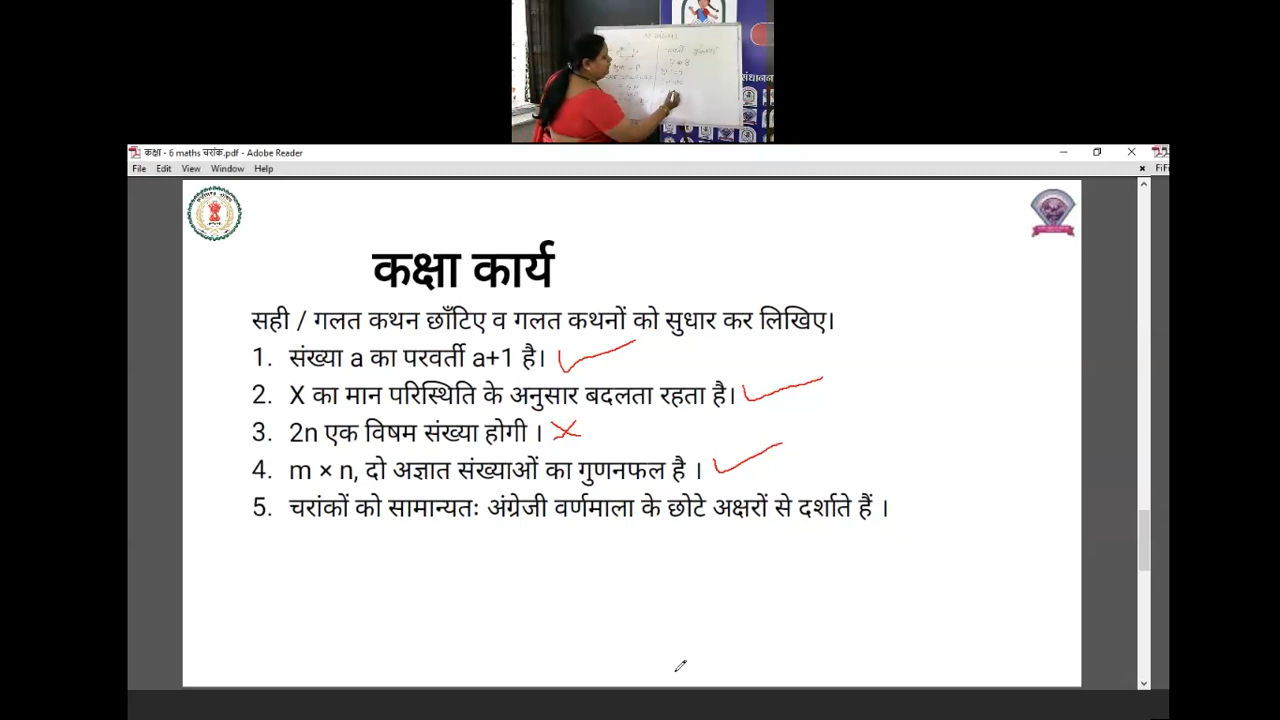 कक्षा - 6 maths चरांक.pdf - Adobe Reader
File Edit View Window Help
कक्षा कार्य
सही / गलत कथन छाँटिए व गलत कथनों को सुधार कर लिखिए।
1. संख्या a का परवर्ती a+1 है।
2. X का मान परिस्थिति के अनुसार बदलता रहता है।
3. 2n एक विषम संख्या होगी ।
4. m × n, दो अज्ञात संख्याओं का गुणनफल है ।
5. चरांकों को सामान्यतः अंग्रेजी वर्णमाला के छोटे अक्षरों से दर्शाते हैं ।